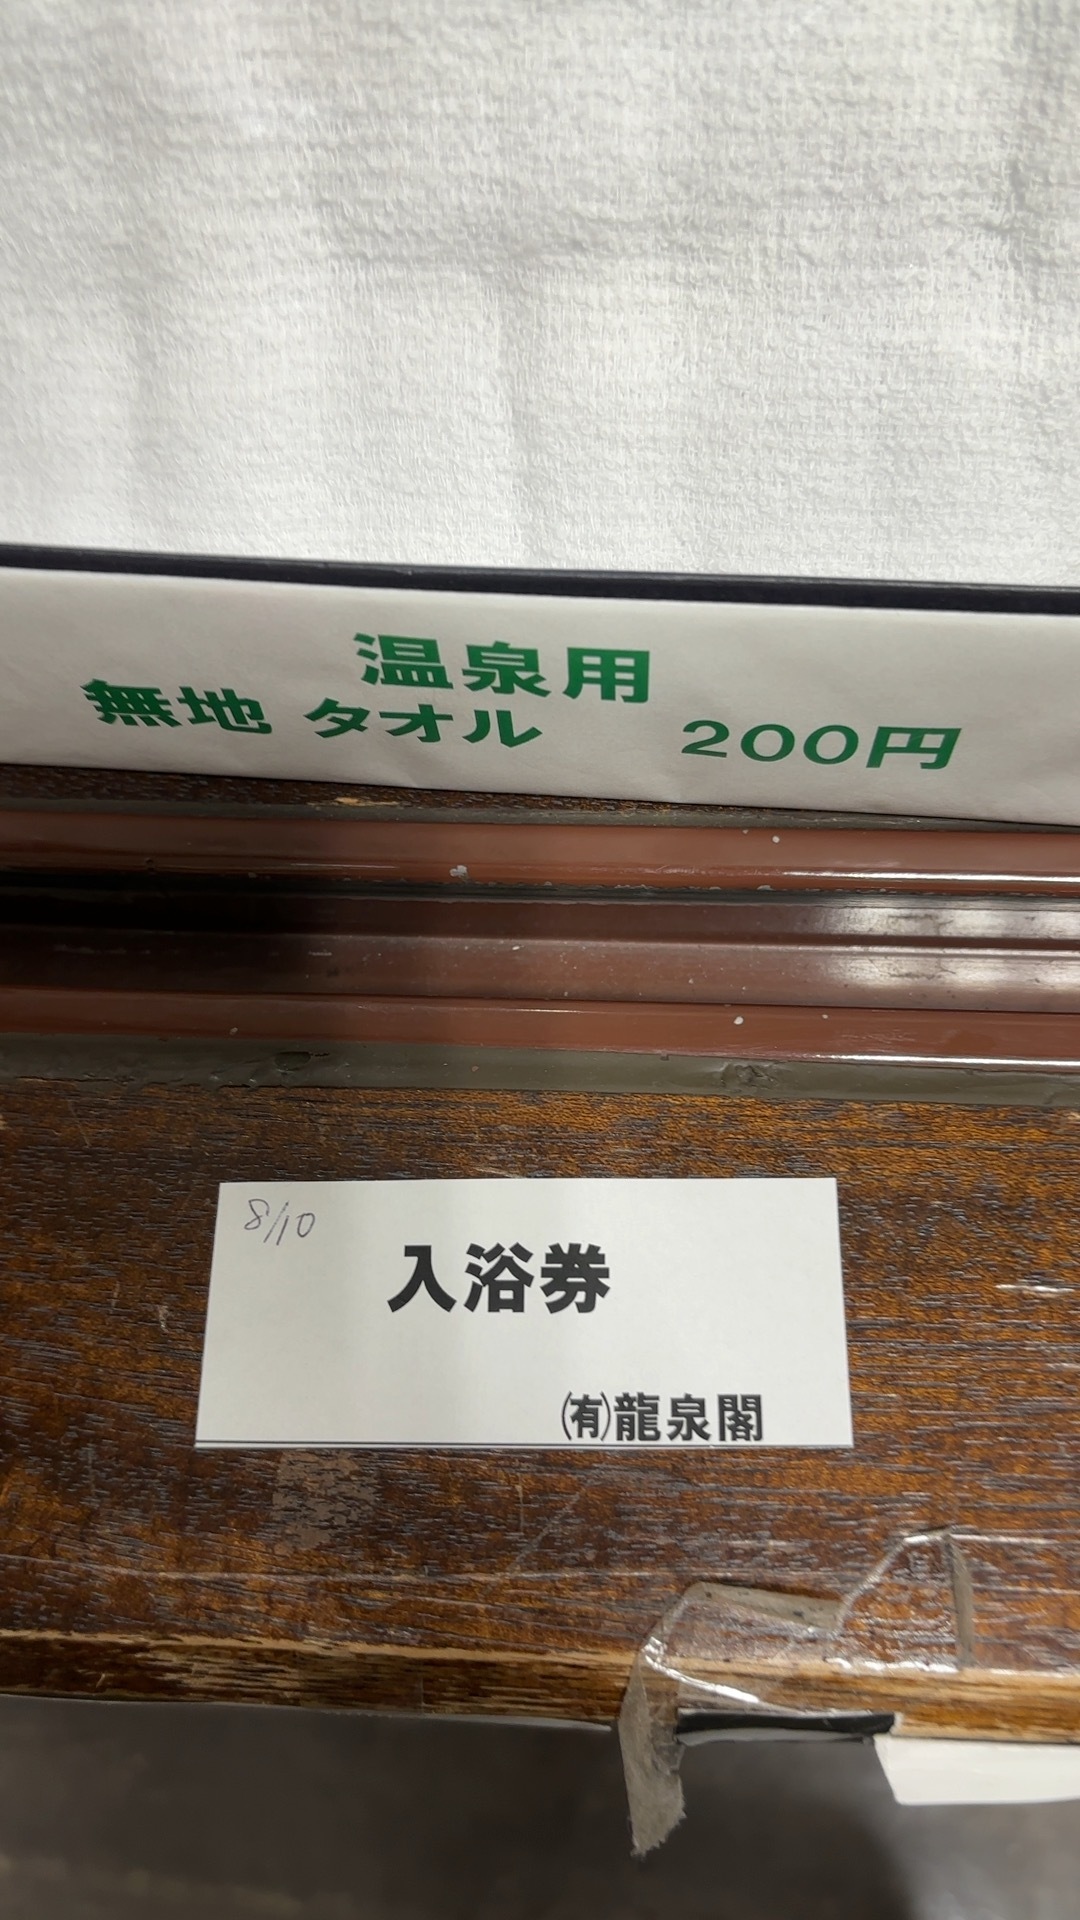 温泉用
無地 タオル 200円
8/10
入浴券
㈲龍泉閣